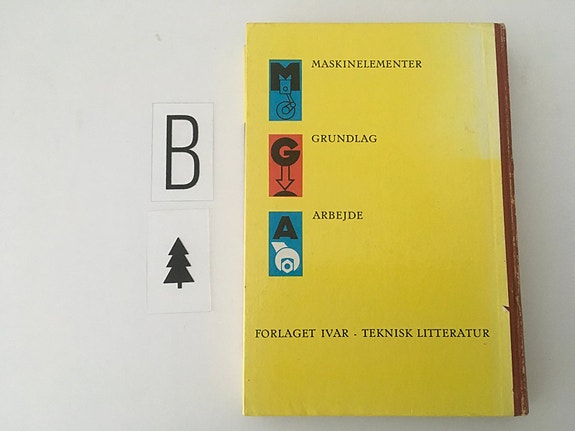 B
M
MASKINELEMENTER
G
GRUNDLAG
A
ARBEJDE
FORLAGET IVAR - TEKNISK LITTERATUR